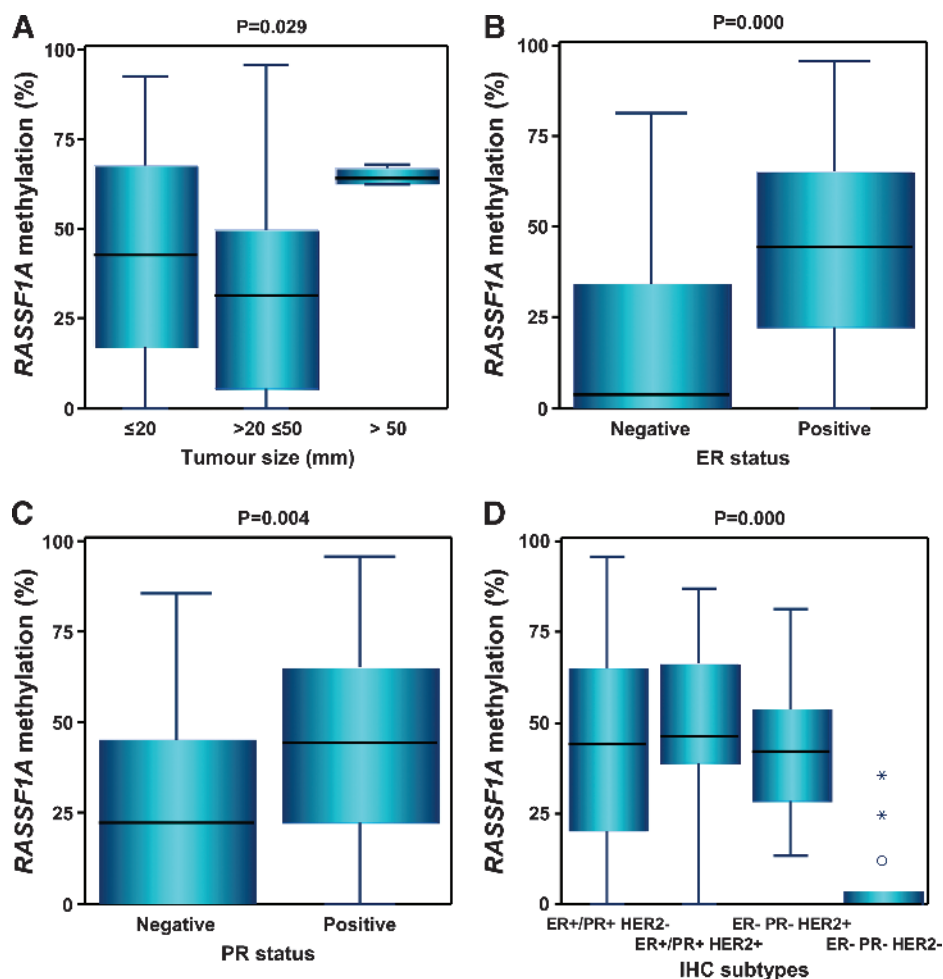 A
P=0.029
RASSF1A methylation (%)
100
75
50
25
0
≤20 >20 ≤50 > 50
Tumour size (mm)
B
P=0.000
RASSF1A methylation (%)
100
75
50
25
0
Negative Positive
ER status
C
P=0.004
RASSF1A methylation (%)
100
75
50
25
0
Negative Positive
PR status
D
P=0.000
RASSF1A methylation (%)
100
75
50
25
0
ER+/PR+ HER2- ER- PR- HER2+
ER+/PR+ HER2+ ER- PR- HER2-
IHC subtypes